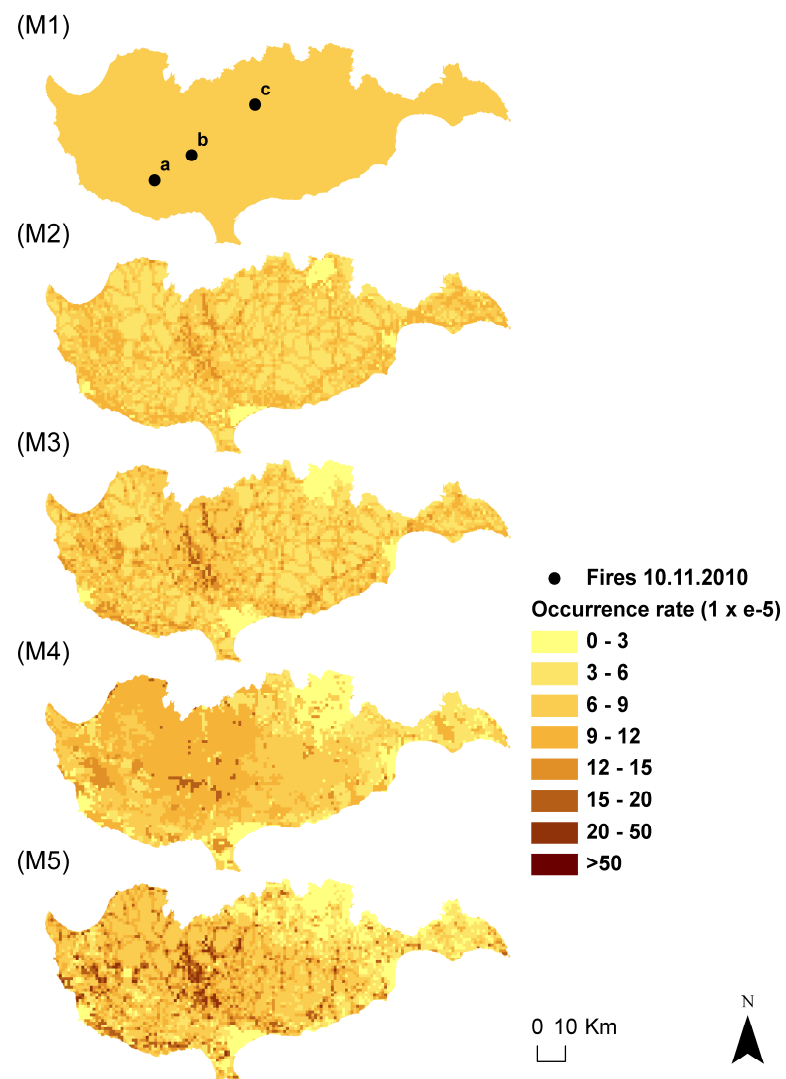 (M1)
c
b
a
(M2)
(M3)
(M4)
(M5)
Fires 10.11.2010
Occurrence rate (1 x e-5)
0 - 3
3 - 6
6 - 9
9 - 12
12 - 15
15 - 20
20 - 50
>50
N
0 10 Km